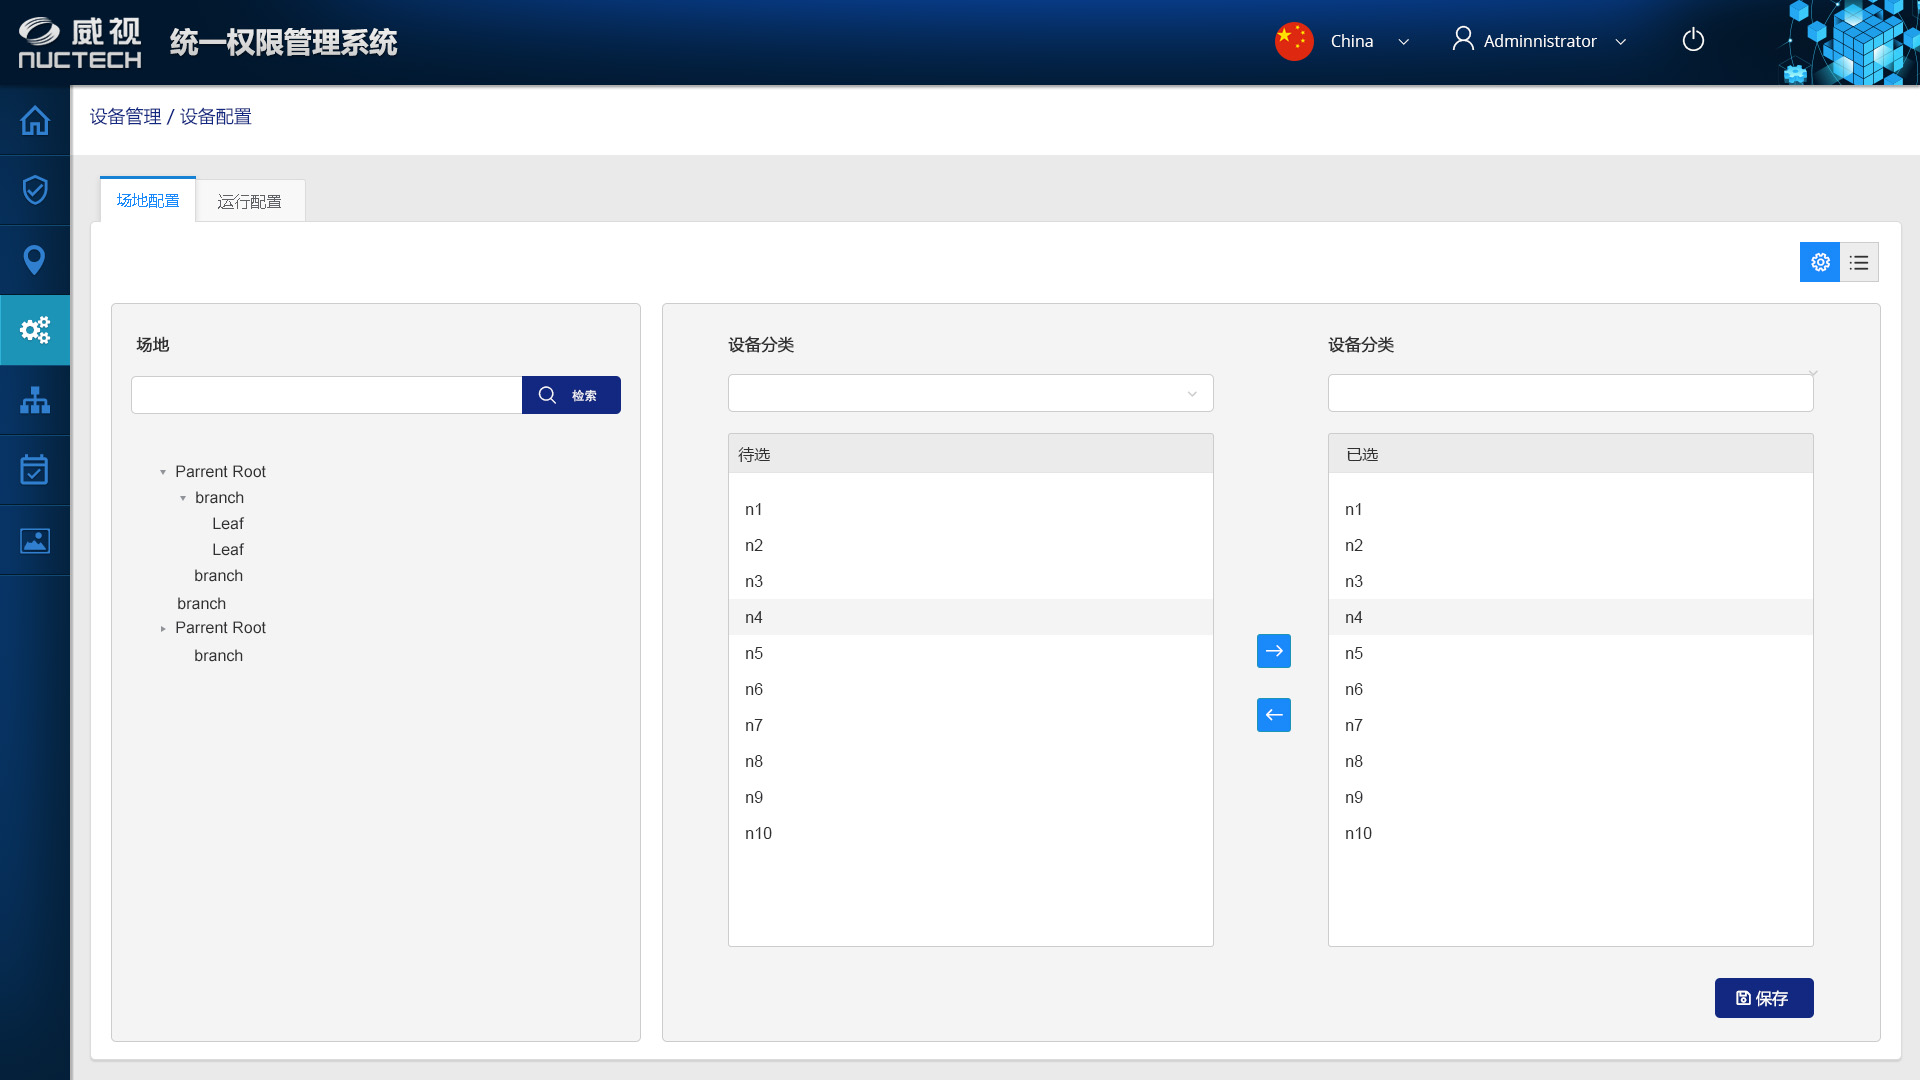 威视
NUCTECH
统一权限管理系统
China
Adminnistrator
设备管理 / 设备配置
场地配置
运行配置
场地
检索
Parrent Root
branch
Leaf
Leaf
branch
branch
Parrent Root
branch
设备分类
待选
n1
n2
n3
n4
n5
n6
n7
n8
n9
n10
设备分类
已选
n1
n2
n3
n4
n5
n6
n7
n8
n9
n10
保存